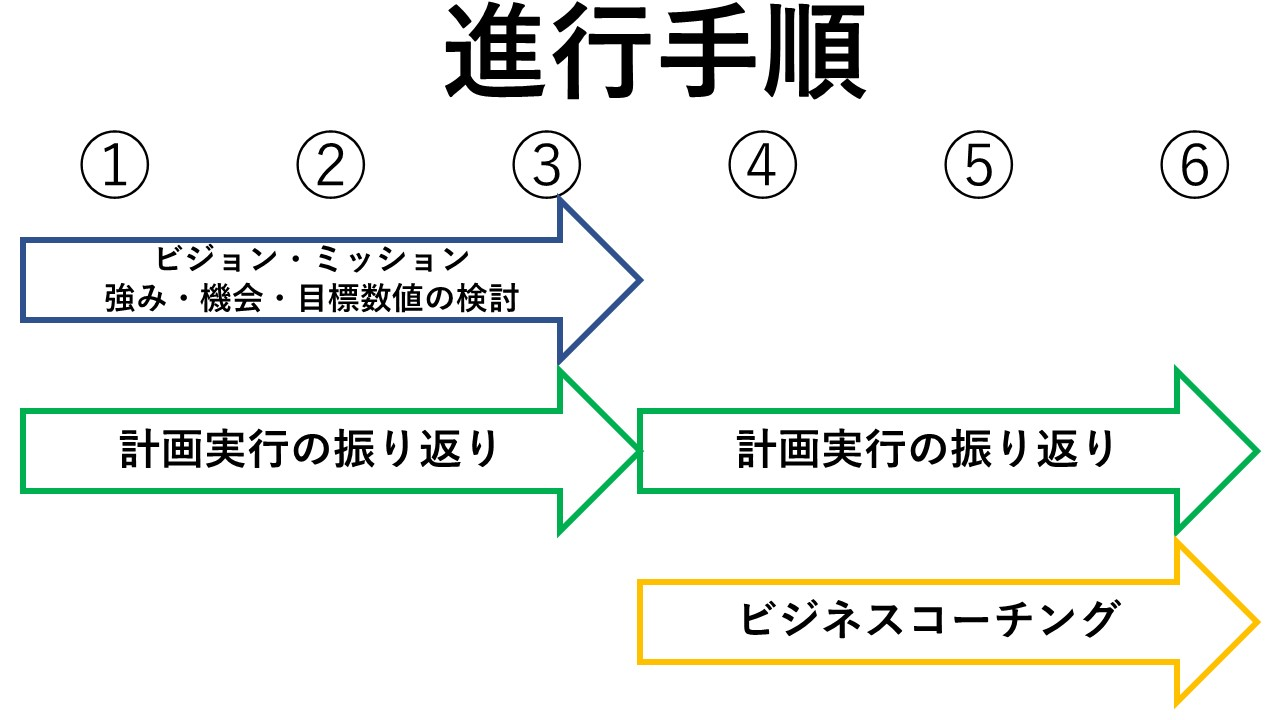 進行手順
① ② ③ ④ ⑤ ⑥
ビジョン・ミッション
強み・機会・目標数値の検討
計画実行の振り返り
計画実行の振り返り
ビジネスコーチング